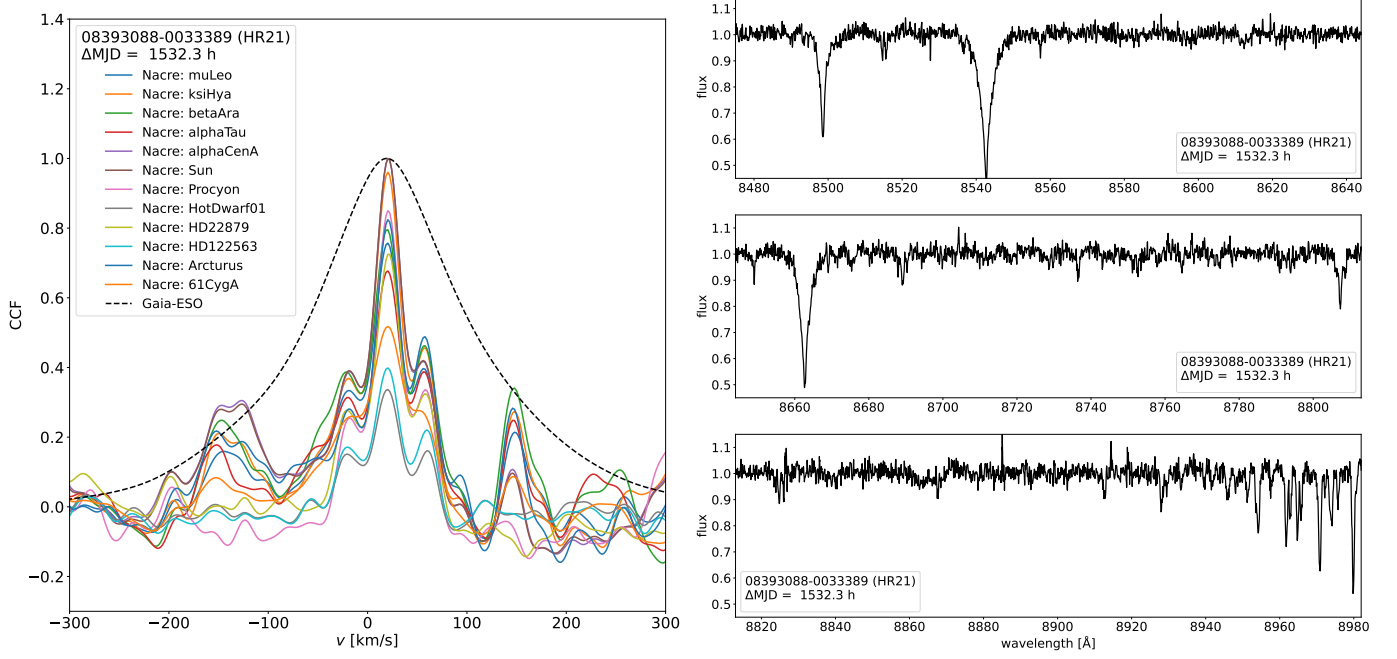 08393088-0033389 (HR21)
ΔMJD = 1532.3 h
Nacre: muLeo
Nacre: ksiHya
Nacre: betaAra
Nacre: alphaTau
Nacre: alphaCenA
Nacre: Sun
Nacre: Procyon
Nacre: HotDwarf01
Nacre: HD22879
Nacre: HD122563
Nacre: Arcturus
Nacre: 61CygA
Gaia-ESO
CCF
1.4
1.2
1.0
0.8
0.6
0.4
0.2
0.0
−0.2
−300 −200 −100 0 100 200 300
v [km/s]
flux
1.0
0.9
0.8
0.7
0.6
0.5
08393088-0033389 (HR21)
ΔMJD = 1532.3 h
8480 8500 8520 8540 8560 8580 8600 8620 8640
flux
1.1
1.0
0.9
0.8
0.7
0.6
0.5
08393088-0033389 (HR21)
ΔMJD = 1532.3 h
8660 8680 8700 8720 8740 8760 8780 8800
flux
1.1
1.0
0.9
0.8
0.7
0.6
0.5
08393088-0033389 (HR21)
ΔMJD = 1532.3 h
8820 8840 8860 8880 8900 8920 8940 8960 8980
wavelength [Å]